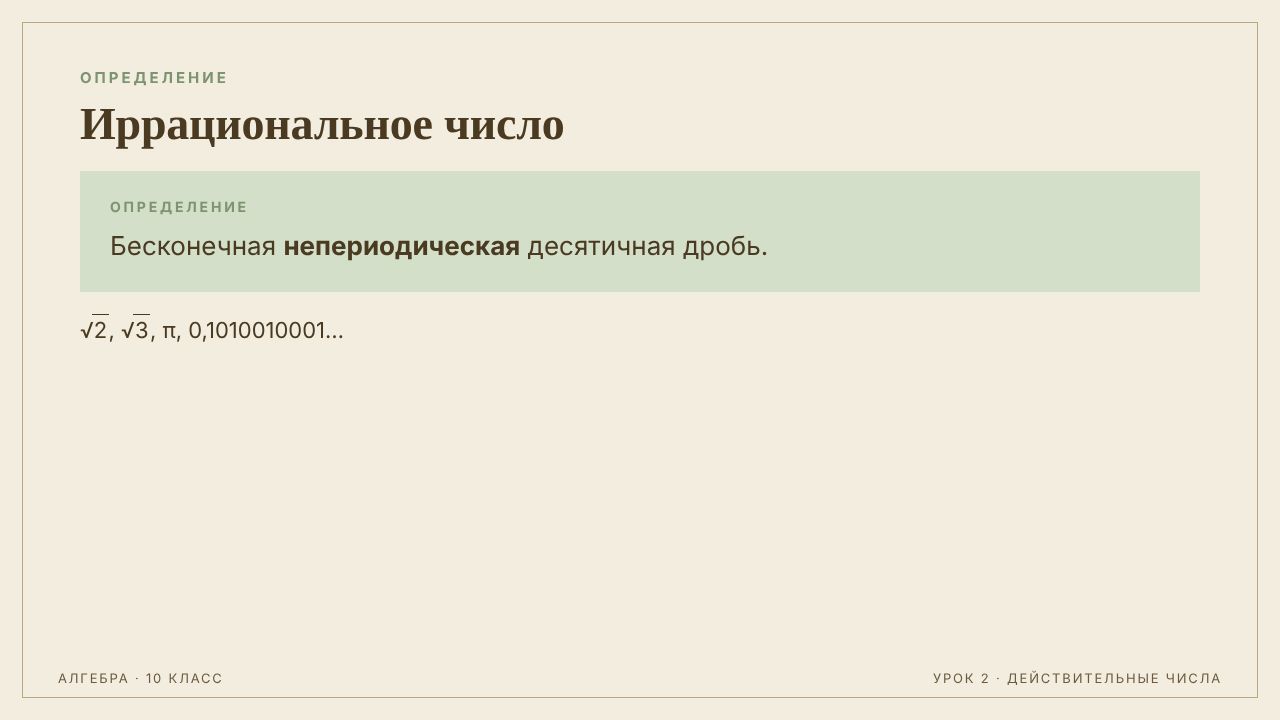 ОПРЕДЕЛЕНИЕ
Иррациональное число
ОПРЕДЕЛЕНИЕ
Бесконечная непериодическая десятичная дробь.
√2, √3, π, 0,1010010001...
АЛГЕБРА · 10 КЛАСС
УРОК 2 · ДЕЙСТВИТЕЛЬНЫЕ ЧИСЛА